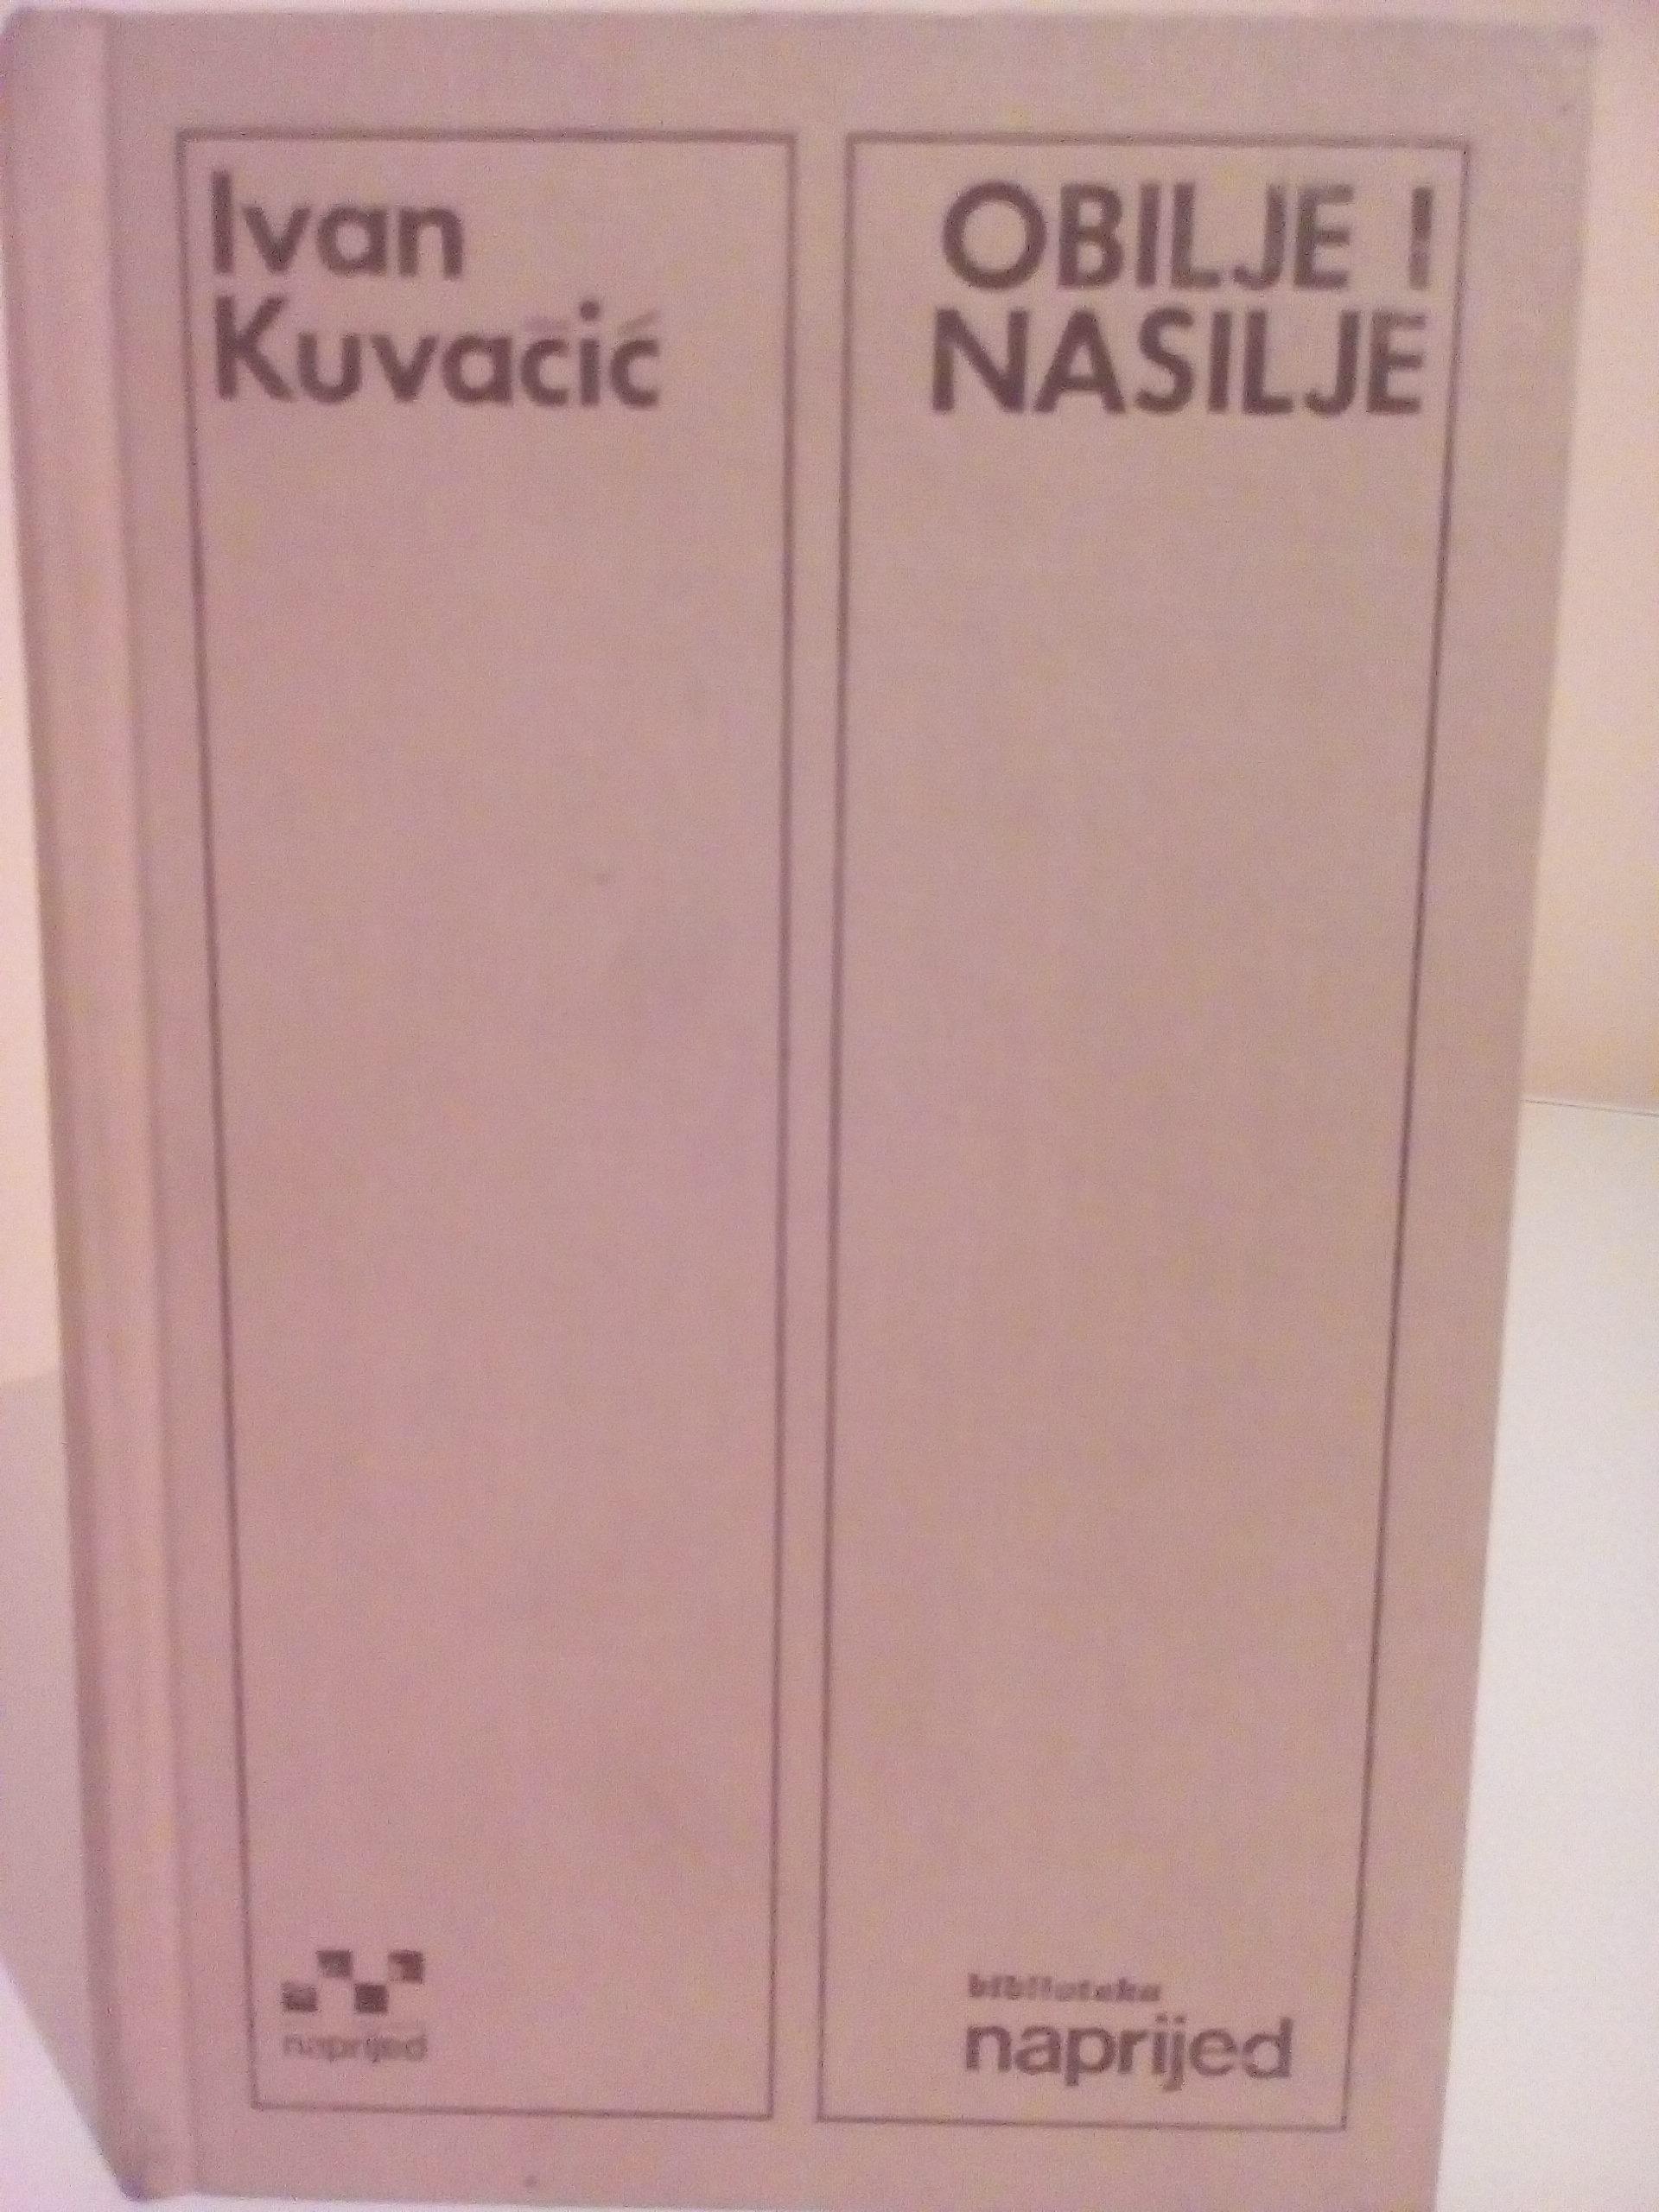 Ivan
Kuvačić
OBILJE I
NASILJE
naprijed
biblioteka
naprijed